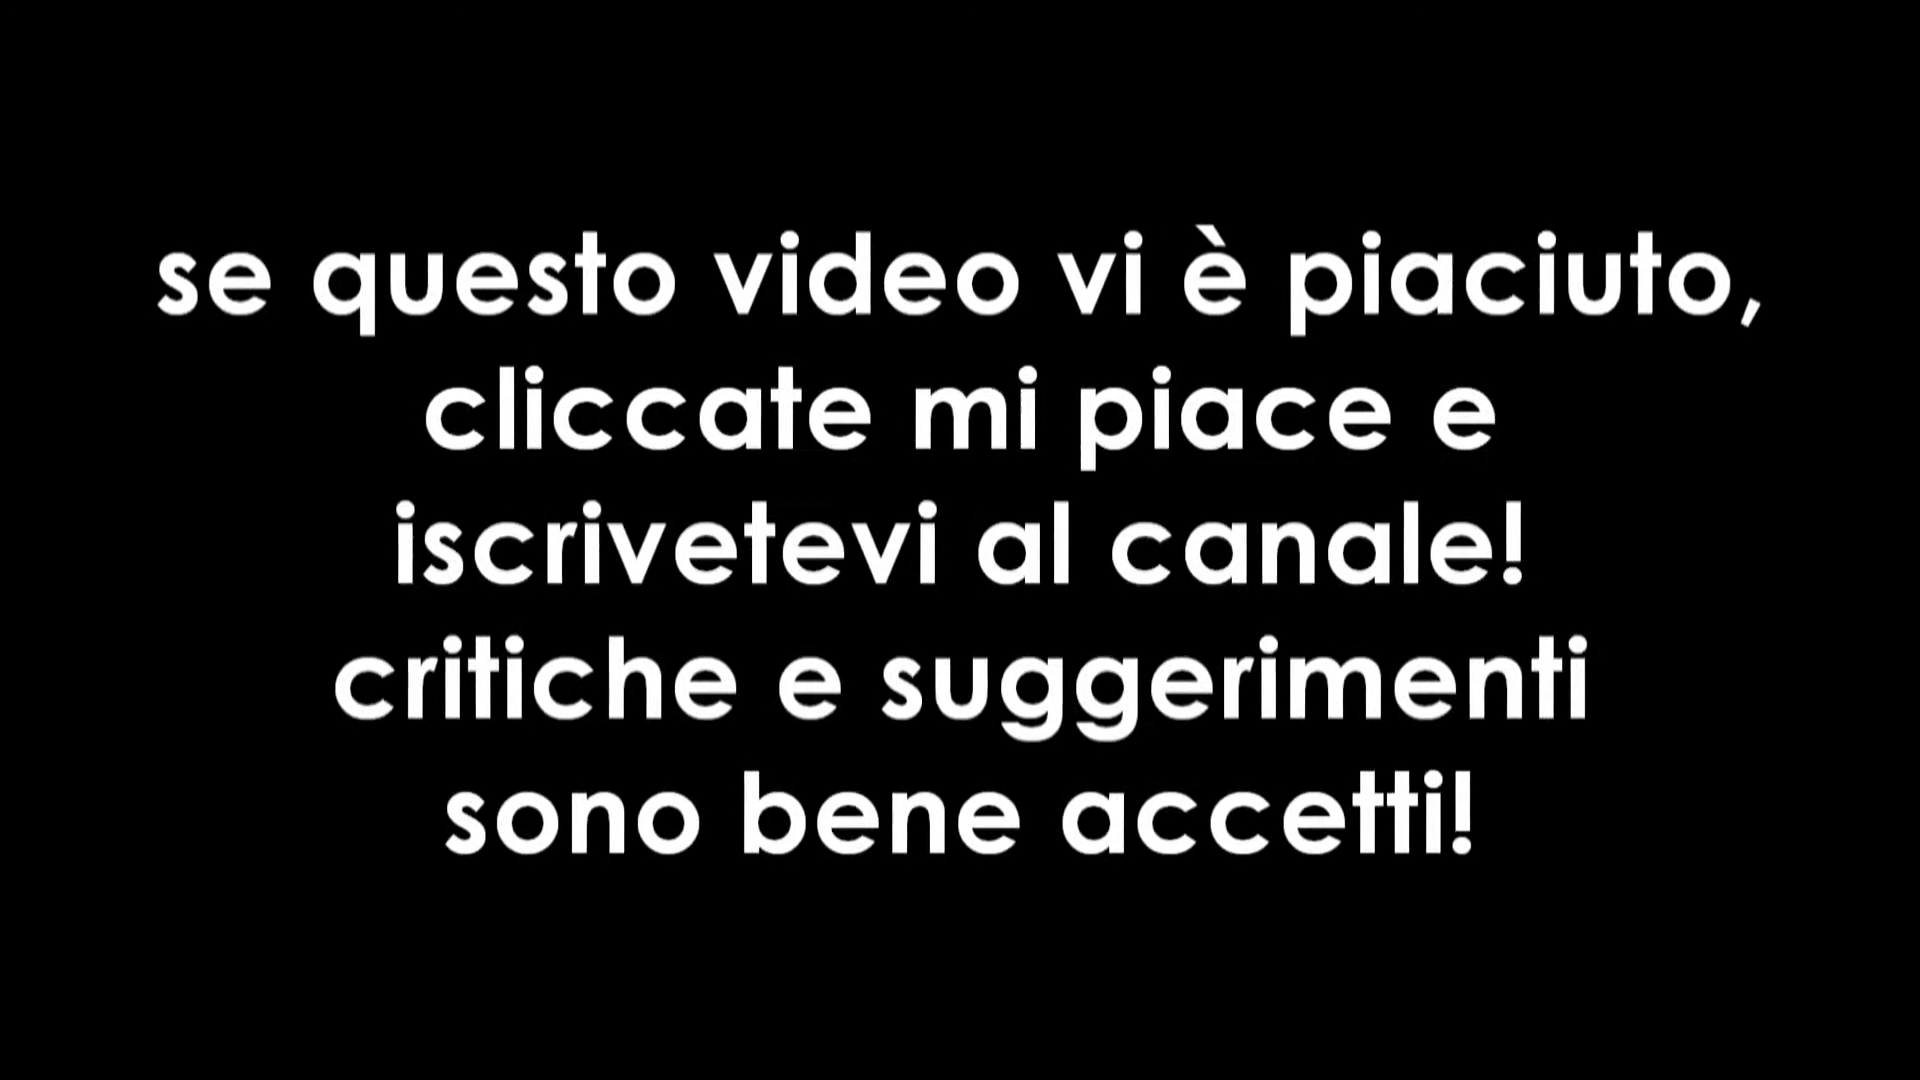 se questo video vi è piaciuto,
cliccate mi piace e
iscrivetevi al canale!
critiche e suggerimenti
sono bene accetti!